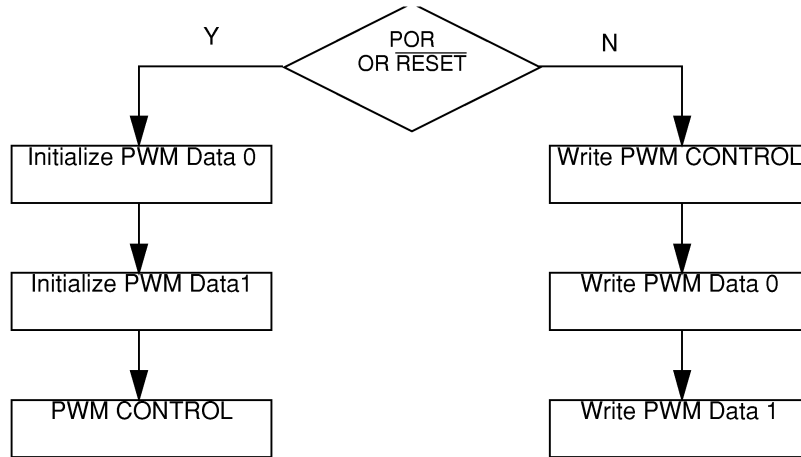 Y
POR
OR RESET
N
Initialize PWM Data 0
Write PWM CONTROL
Initialize PWM Data1
Write PWM Data 0
PWM CONTROL
Write PWM Data 1